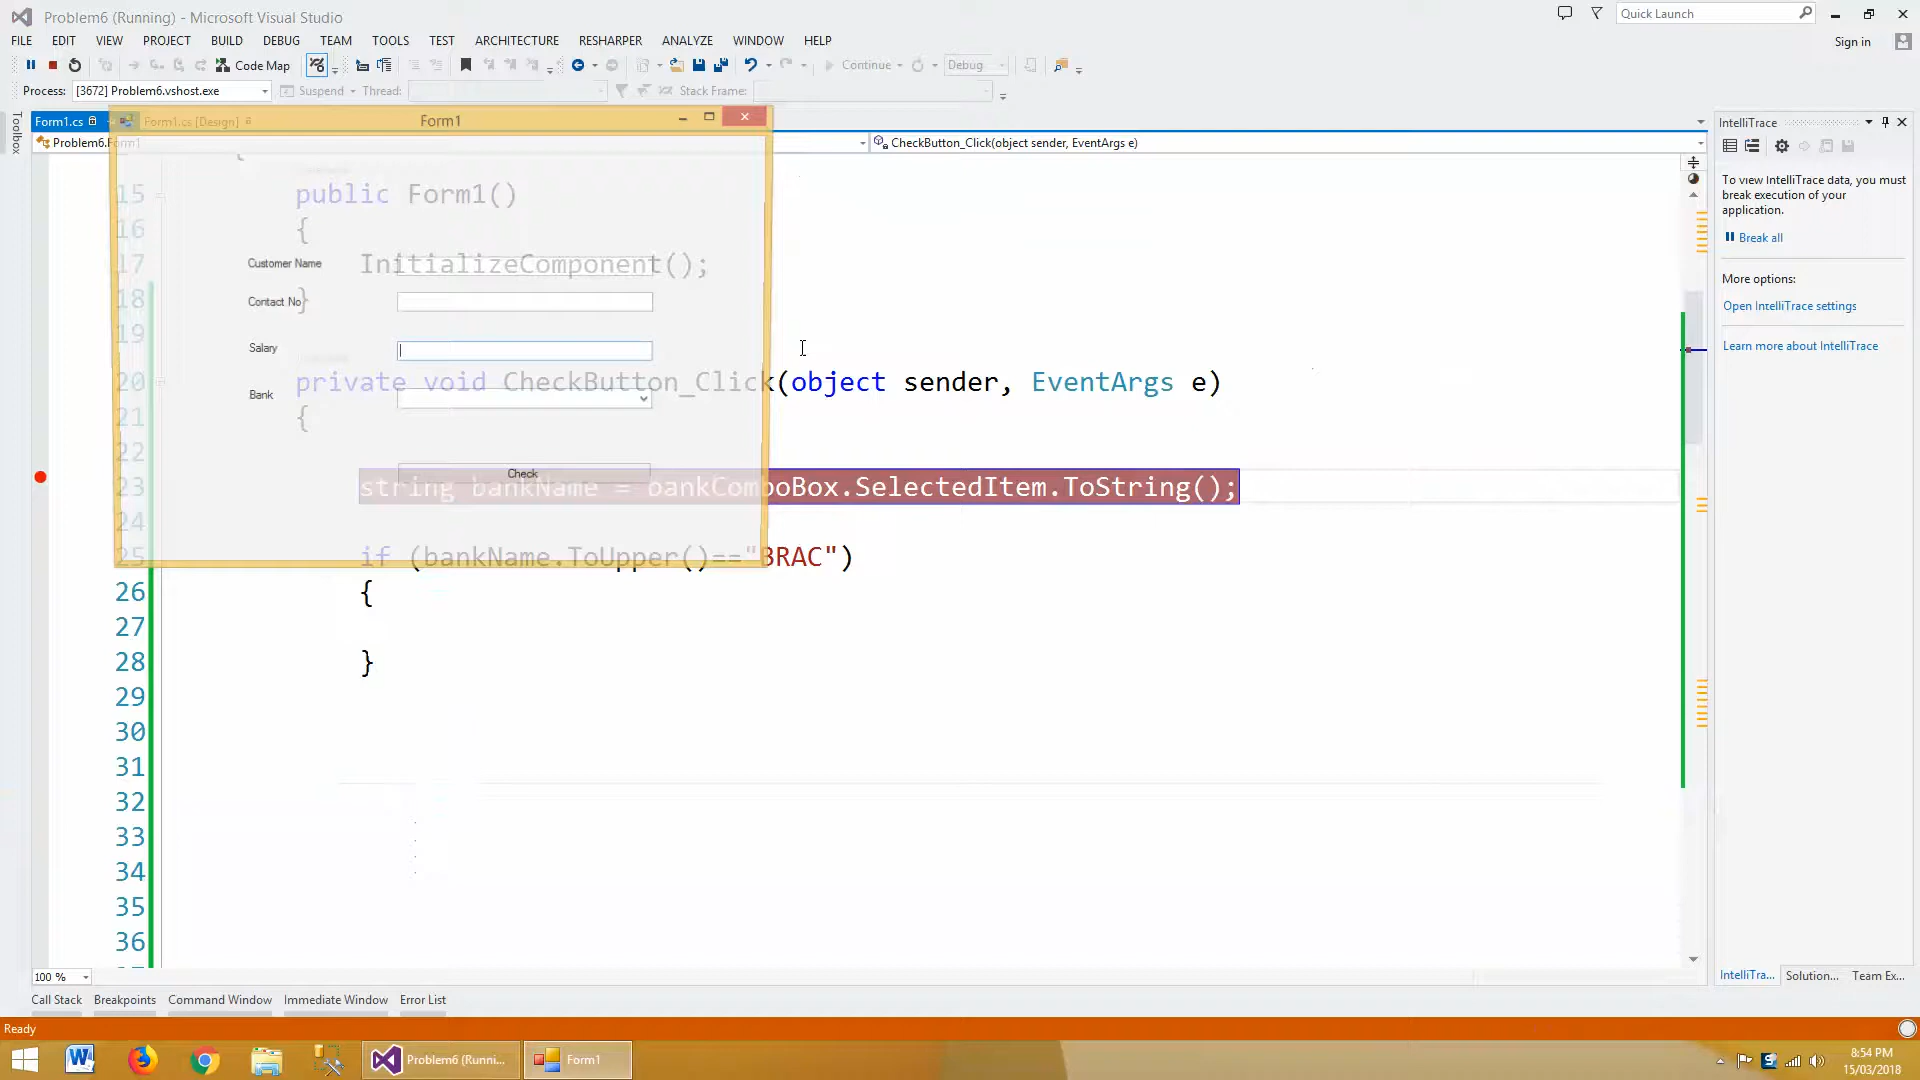 Problem6 (Running) - Microsoft Visual Studio
Quick Launch
FILE EDIT VIEW PROJECT BUILD DEBUG TEAM TOOLS TEST ARCHITECTURE RESHARPER ANALYZE WINDOW HELP
Sign in
Code Map
Continue
Debug
Process: [3672] Problem6.vshost.exe Suspend Thread: Stack Frame:
Toolbox
Form1.cs
Form1.cs [Design]
Form1
Problem6.Form1
CheckButton_Click(object sender, EventArgs e)
15 public Form1()
16 {
17 InitializeComponent();
18 }
19
20 private void CheckButton_Click(object sender, EventArgs e)
21 {
22
23 string bankName = bankComboBox.SelectedItem.ToString();
24
25 if (bankName.ToUpper()=="BRAC")
26 {
27
28 }
29
30
31
32
33
34
35
36
Customer Name
Contact No
Salary
Bank
Check
IntelliTrace
To view IntelliTrace data, you must
break execution of your
application.
Break all
More options:
Open IntelliTrace settings
Learn more about IntelliTrace
100 %
IntelliTra... Solution... Team Ex...
Call Stack Breakpoints Command Window Immediate Window Error List
Ready
Problem6 (Runni...
Form1
8:54 PM
15/03/2018